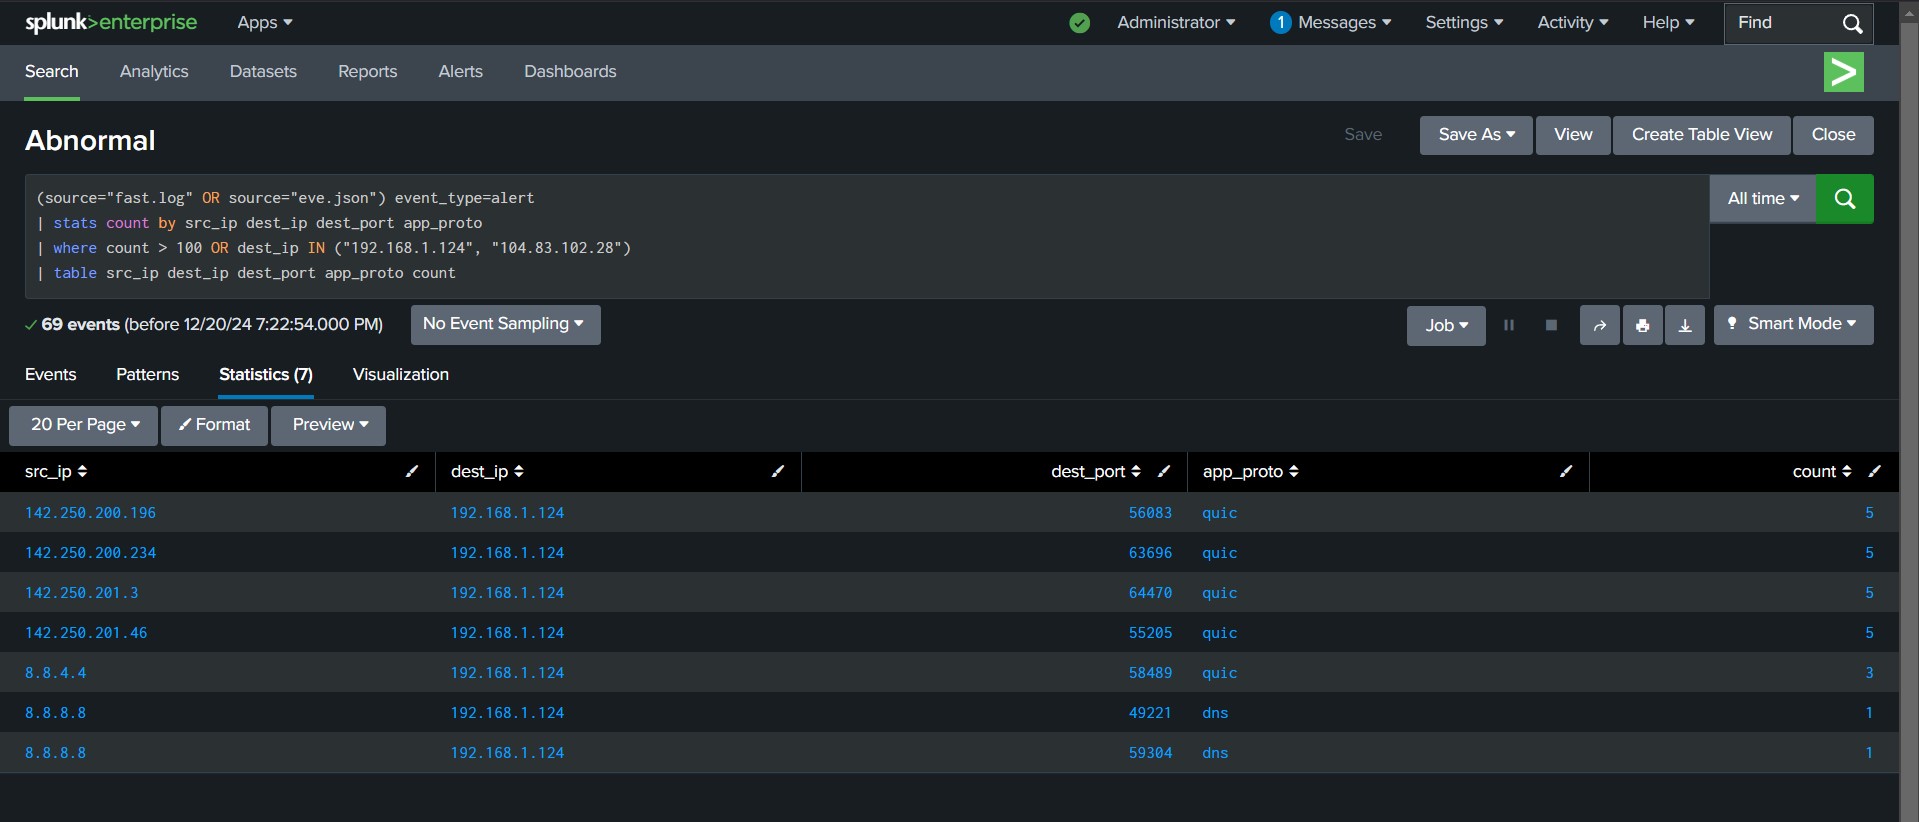 splunk>enterprise Apps Administrator 1 Messages Settings Activity Help Find
Search Analytics Datasets Reports Alerts Dashboards >
Abnormal Save Save As View Create Table View Close
(source="fast.log" OR source="eve.json") event_type=alert
| stats count by src_ip dest_ip dest_port app_proto
| where count > 100 OR dest_ip IN ("192.168.1.124", "104.83.102.28")
| table src_ip dest_ip dest_port app_proto count
All time
69 events (before 12/20/24 7:22:54.000 PM) No Event Sampling Job Smart Mode
Events Patterns Statistics (7) Visualization
20 Per Page Format Preview
src_ip dest_ip dest_port app_proto count
142.250.200.196 192.168.1.124 56083 quic 5
142.250.200.234 192.168.1.124 63696 quic 5
142.250.201.3 192.168.1.124 64470 quic 5
142.250.201.46 192.168.1.124 55205 quic 5
8.8.4.4 192.168.1.124 58489 quic 3
8.8.8.8 192.168.1.124 49221 dns 1
8.8.8.8 192.168.1.124 59304 dns 1